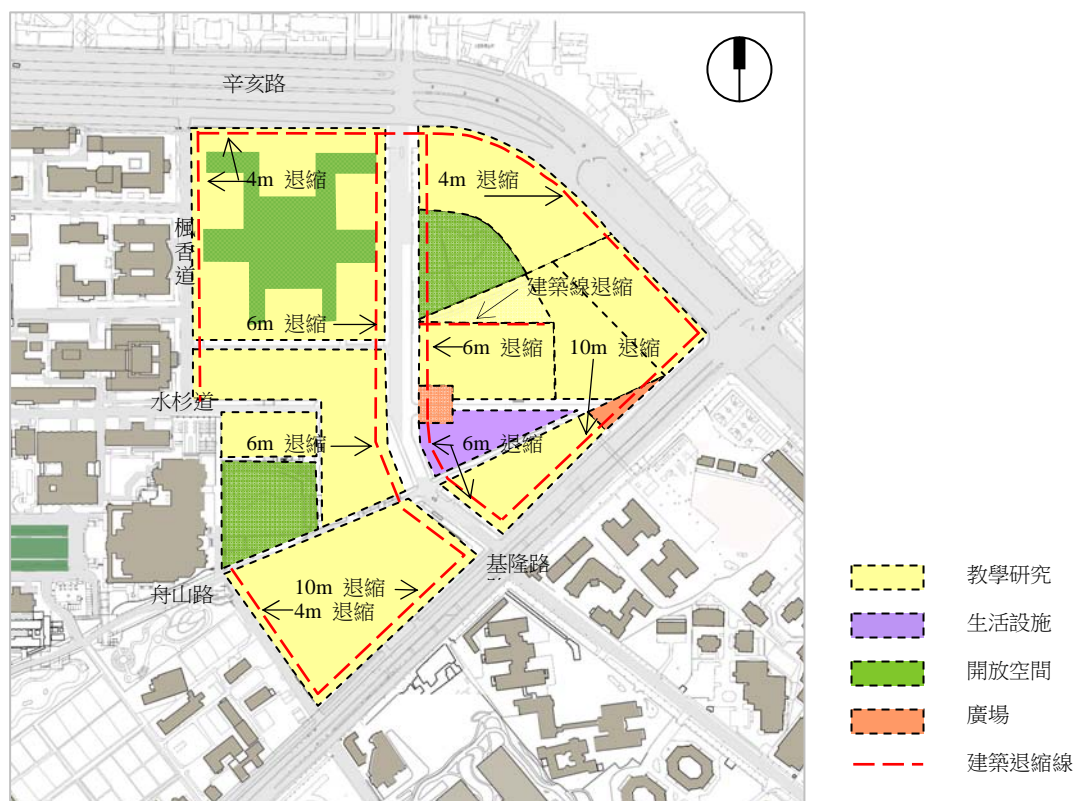 辛亥路
4m 退縮
4m 退縮
楓香道
建築線退縮
6m 退縮
6m 退縮
10m 退縮
水杉道
6m 退縮
6m 退縮
基隆路
舟山路
10m 退縮
4m 退縮
教學研究
生活設施
開放空間
廣場
建築退縮線